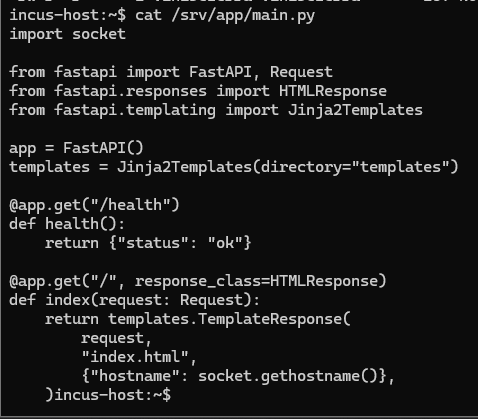 incus-host:~$ cat /srv/app/main.py
import socket

from fastapi import FastAPI, Request
from fastapi.responses import HTMLResponse
from fastapi.templating import Jinja2Templates

app = FastAPI()
templates = Jinja2Templates(directory="templates")

@app.get("/health")
def health():
    return {"status": "ok"}

@app.get("/", response_class=HTMLResponse)
def index(request: Request):
    return templates.TemplateResponse(
        request,
        "index.html",
        {"hostname": socket.gethostname()},
    )incus-host:~$